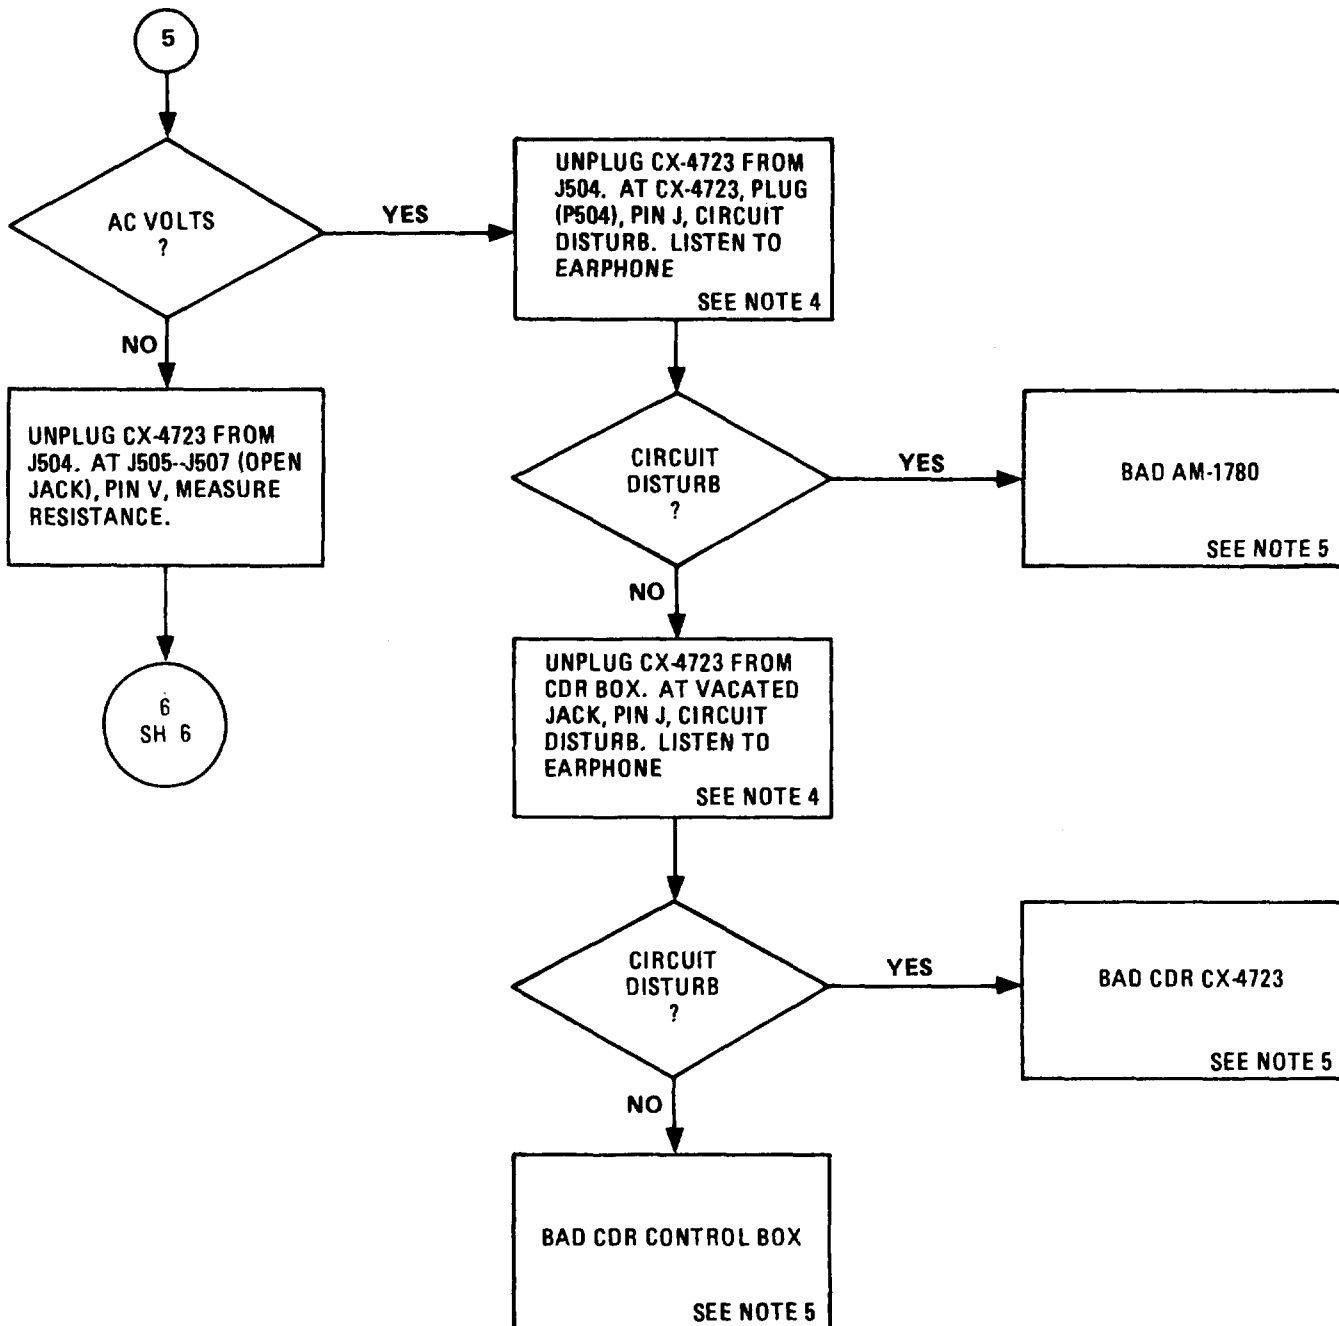 5
AC VOLTS
?
YES
NO
UNPLUG CX-4723 FROM
J504. AT CX-4723, PLUG
(P504), PIN J, CIRCUIT
DISTURB. LISTEN TO
EARPHONE
SEE NOTE 4
UNPLUG CX-4723 FROM
J504. AT J505--J507 (OPEN
JACK), PIN V, MEASURE
RESISTANCE.
6
SH 6
CIRCUIT
DISTURB
?
YES
NO
BAD AM-1780
SEE NOTE 5
UNPLUG CX-4723 FROM
CDR BOX. AT VACATED
JACK, PIN J, CIRCUIT
DISTURB. LISTEN TO
EARPHONE
SEE NOTE 4
CIRCUIT
DISTURB
?
YES
NO
BAD CDR CX-4723
SEE NOTE 5
BAD CDR CONTROL BOX
SEE NOTE 5